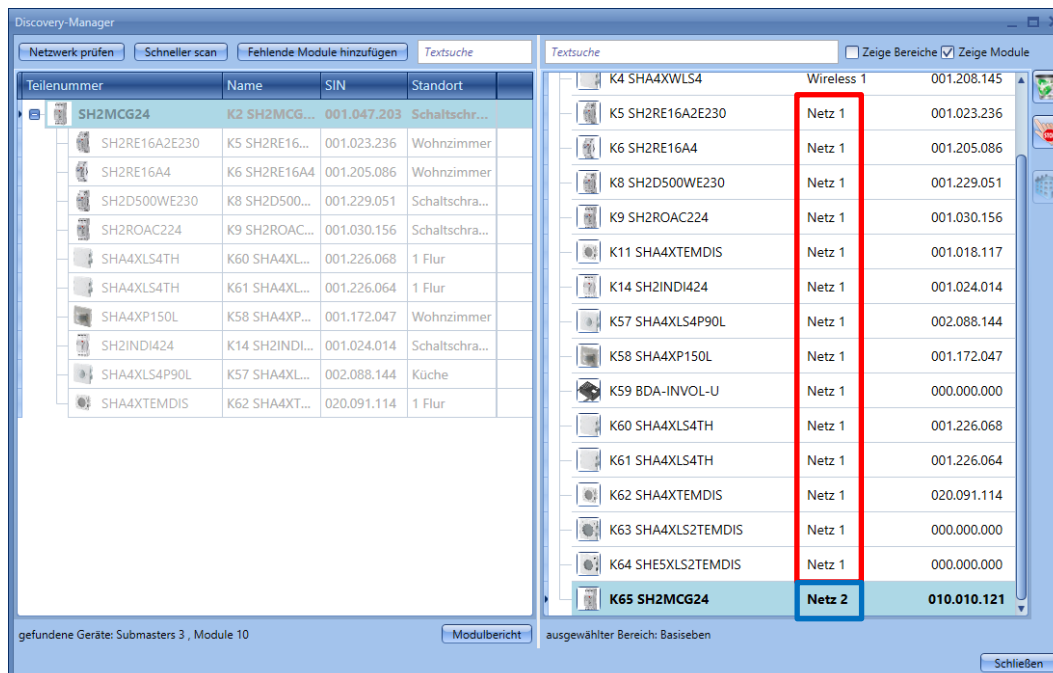 Discovery-Manager
Netzwerk prüfen Schneller scan Fehlende Module hinzufügen Textsuche
Teilenummer Name SIN Standort
SH2MCG24 K2 SH2MCG... 001.047.203 Schaltschr...
SH2RE16A2E230 K5 SH2RE16... 001.023.236 Wohnzimmer
SH2RE16A4 K6 SH2RE16A4 001.205.086 Wohnzimmer
SH2D500WE230 K8 SH2D500... 001.229.051 Schaltschra...
SH2ROAC224 K9 SH2ROAC... 001.030.156 Schaltschra...
SHA4XLS4TH K60 SHA4XL... 001.226.068 1 Flur
SHA4XLS4TH K61 SHA4XL... 001.226.064 1 Flur
SHA4XP150L K58 SHA4XP... 001.172.047 Wohnzimmer
SH2INDI424 K14 SH2INDI... 001.024.014 Schaltschra...
SHA4XLS4P90L K57 SHA4XL... 002.088.144 Küche
SHA4XTEMDIS K62 SHA4XT... 020.091.114 1 Flur
gefundene Geräte: Submasters 3 , Module 10 Modulbericht
Textsuche Zeige Bereiche Zeige Module
K4 SHA4XWLS4 Wireless 1 001.208.145
K5 SH2RE16A2E230 Netz 1 001.023.236
K6 SH2RE16A4 Netz 1 001.205.086
K8 SH2D500WE230 Netz 1 001.229.051
K9 SH2ROAC224 Netz 1 001.030.156
K11 SHA4XTEMDIS Netz 1 001.018.117
K14 SH2INDI424 Netz 1 001.024.014
K57 SHA4XLS4P90L Netz 1 002.088.144
K58 SHA4XP150L Netz 1 001.172.047
K59 BDA-INVOL-U Netz 1 000.000.000
K60 SHA4XLS4TH Netz 1 001.226.068
K61 SHA4XLS4TH Netz 1 001.226.064
K62 SHA4XTEMDIS Netz 1 020.091.114
K63 SHA4XLS2TEMDIS Netz 1 000.000.000
K64 SHE5XLS2TEMDIS Netz 1 000.000.000
K65 SH2MCG24 Netz 2 010.010.121
ausgewählter Bereich: Basiseben
STOP
Schließen